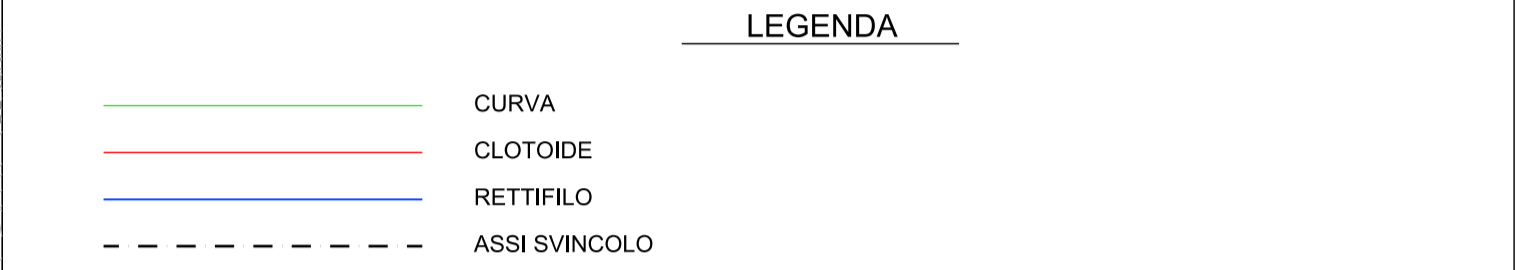 LEGENDA
CURVA
CLOTOIDE
RETTIFILO
ASSI SVINCOLO